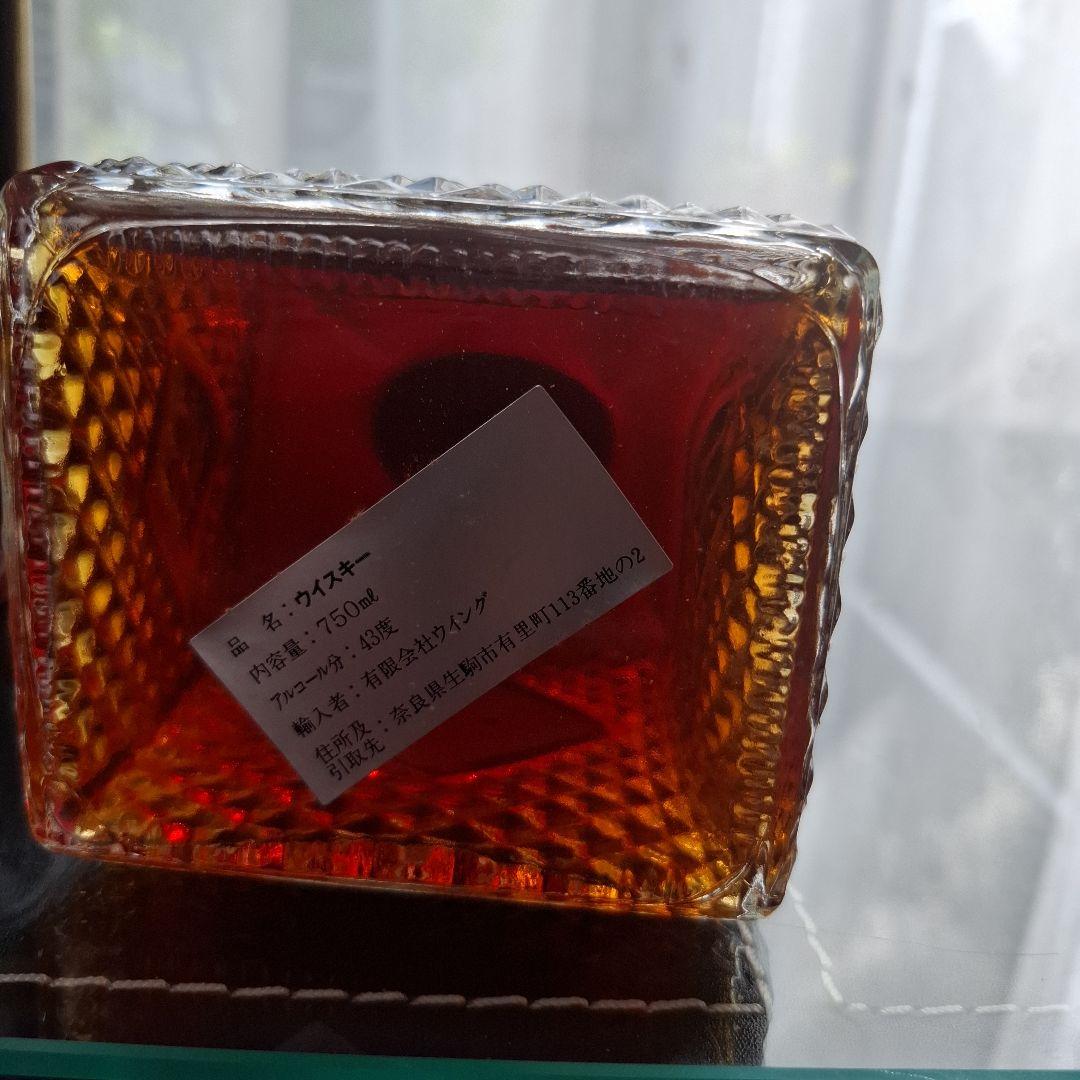 品 名：ウイスキー
内容量：750㎖
アルコール分：43度
輸入者：有限会社ウィング
住所及：奈良県生駒市有里町113番地の2
引取先